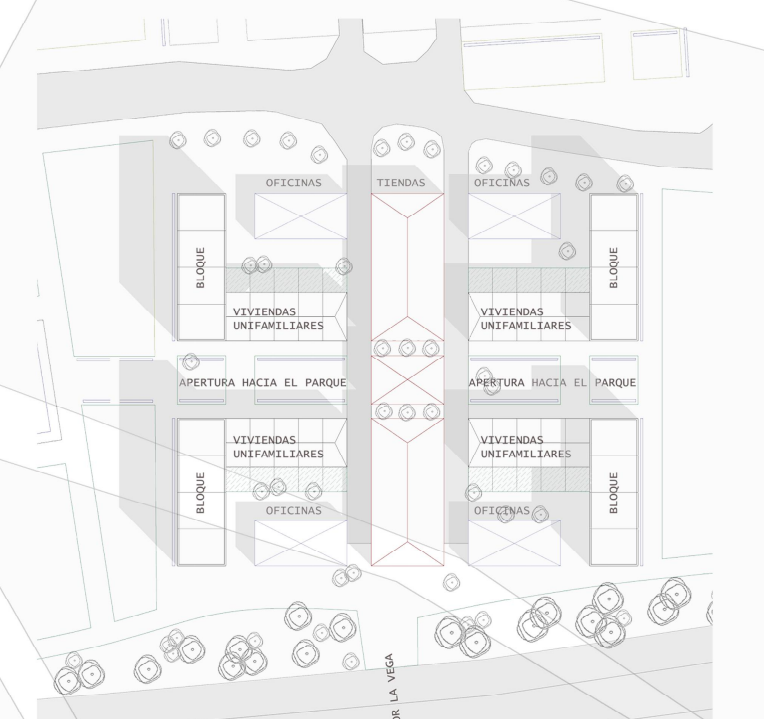 OFICINAS
TIENDAS
OFICINAS
BLOQUE
BLOQUE
VIVIENDAS
UNIFAMILIARES
VIVIENDAS
UNIFAMILIARES
APERTURA HACIA EL PARQUE
APERTURA HACIA EL PARQUE
VIVIENDAS
UNIFAMILIARES
VIVIENDAS
UNIFAMILIARES
BLOQUE
BLOQUE
OFICINAS
OFICINAS
LA VEGA